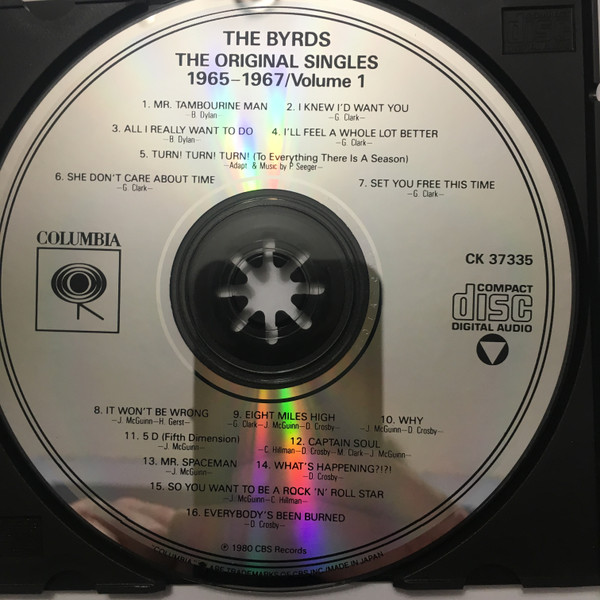 THE BYRDS
THE ORIGINAL SINGLES
1965–1967/Volume 1
1. MR. TAMBOURINE MAN 2. I KNEW I'D WANT YOU
—B. Dylan— —G. Clark—
3. ALL I REALLY WANT TO DO 4. I'LL FEEL A WHOLE LOT BETTER
—B. Dylan— —G. Clark—
5. TURN! TURN! TURN! (To Everything There Is A Season)
—Adapt. & Music by P. Seeger—
6. SHE DON'T CARE ABOUT TIME 7. SET YOU FREE THIS TIME
—G. Clark— —G. Clark—
COLUMBIA
CK 37335
COMPACT
disc
DIGITAL AUDIO
8. IT WON'T BE WRONG 9. EIGHT MILES HIGH 10. WHY
—J. McGuinn—H. Gerst— —G. Clark—J. McGuinn—D. Crosby— —J. McGuinn—D. Crosby—
11. 5 D (Fifth Dimension) 12. CAPTAIN SOUL
—J. McGuinn— —C. Hillman—D. Crosby—M. Clark—J. McGuinn—
13. MR. SPACEMAN 14. WHAT'S HAPPENING?!?!
—J. McGuinn— —D. Crosby—
15. SO YOU WANT TO BE A ROCK 'N' ROLL STAR
—J. McGuinn—C. Hillman—
16. EVERYBODY'S BEEN BURNED
—D. Crosby—
℗ 1980 CBS Records
"COLUMBIA," ARE TRADEMARKS OF CBS INC./MADE IN JAPAN